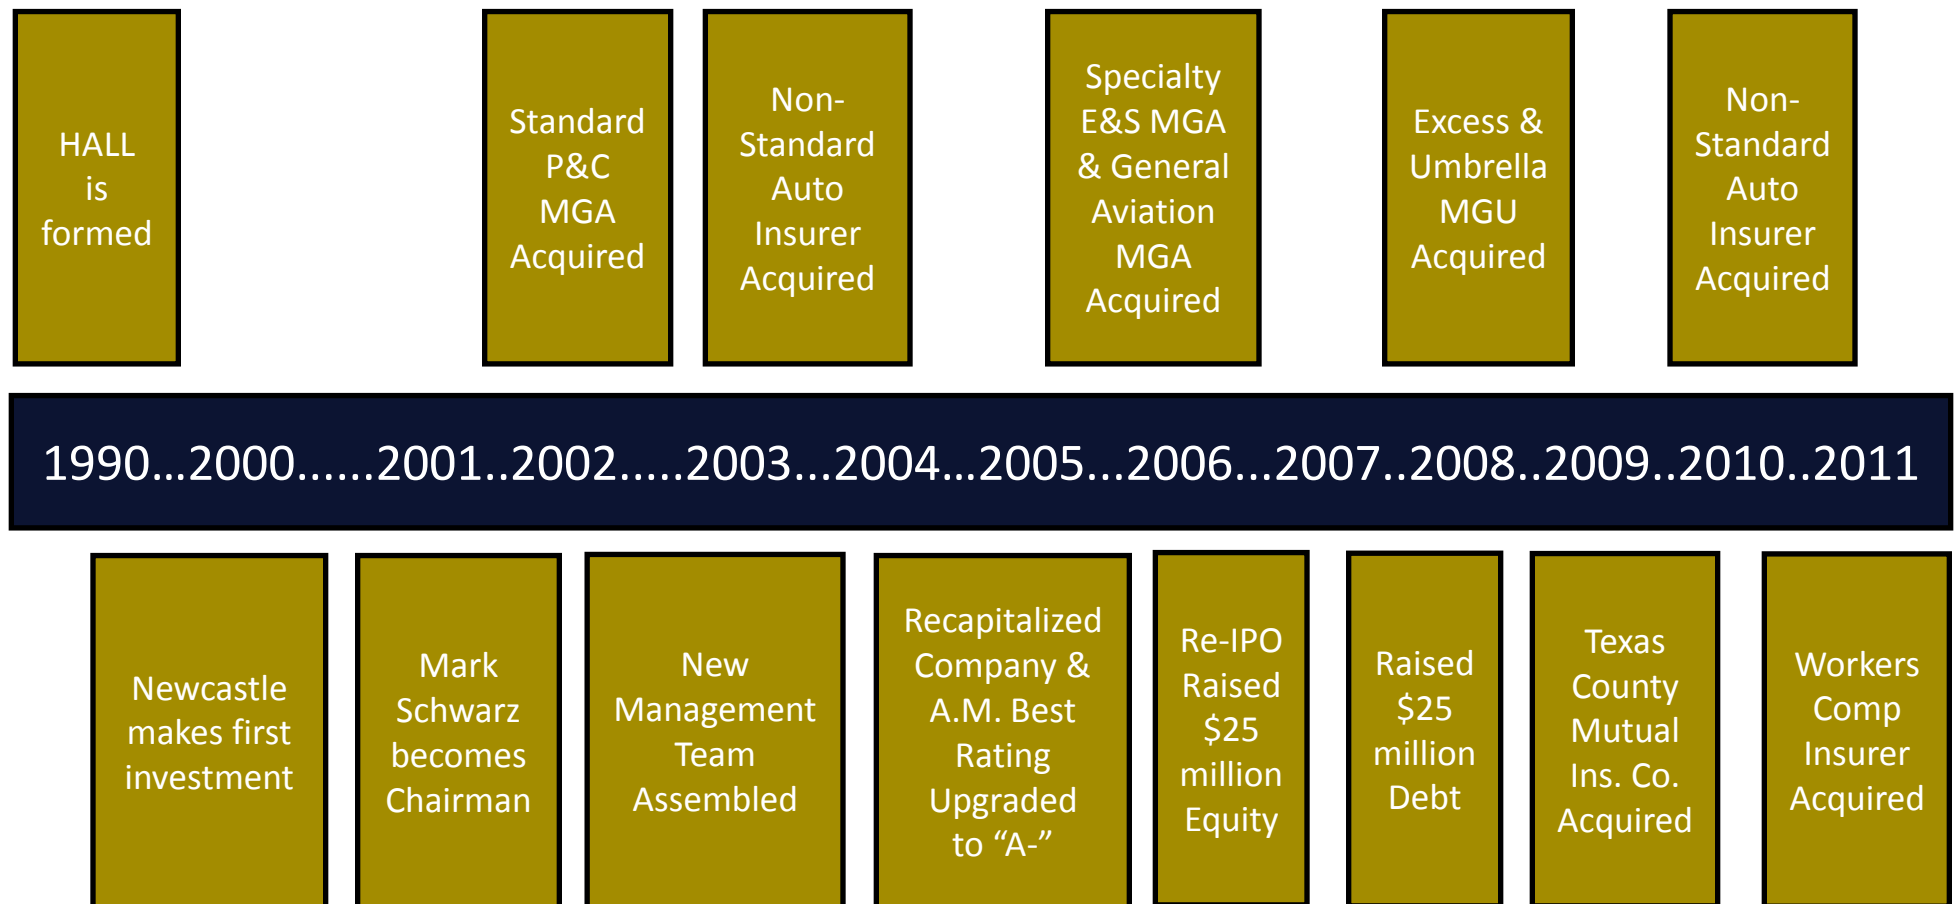 HALL
is
formed
Standard
P&C
MGA
Acquired
Non-
Standard
Auto
Insurer
Acquired
Specialty
E&S MGA
& General
Aviation
MGA
Acquired
Excess &
Umbrella
MGU
Acquired
Non-
Standard
Auto
Insurer
Acquired
1990...2000......2001..2002.....2003...2004...2005...2006...2007..2008..2009..2010..2011
Newcastle
makes first
investment
Mark
Schwarz
becomes
Chairman
New
Management
Team
Assembled
Recapitalized
Company &
A.M. Best
Rating
Upgraded
to “A-”
Re-IPO
Raised
$25
million
Equity
Raised
$25
million
Debt
Texas
County
Mutual
Ins. Co.
Acquired
Workers
Comp
Insurer
Acquired